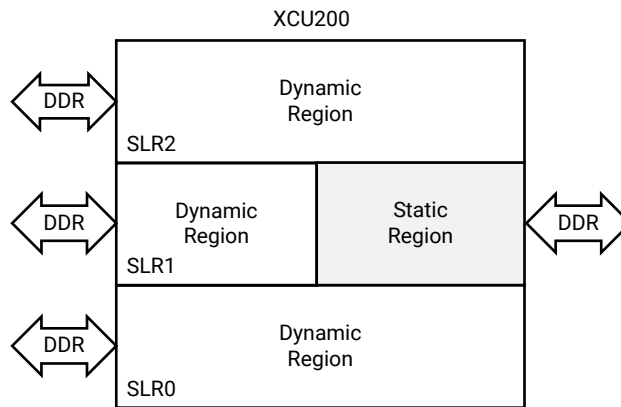 XCU200
Dynamic
Region
DDR
SLR2
Dynamic
Region
Static
Region
DDR
DDR
SLR1
Dynamic
Region
DDR
SLR0